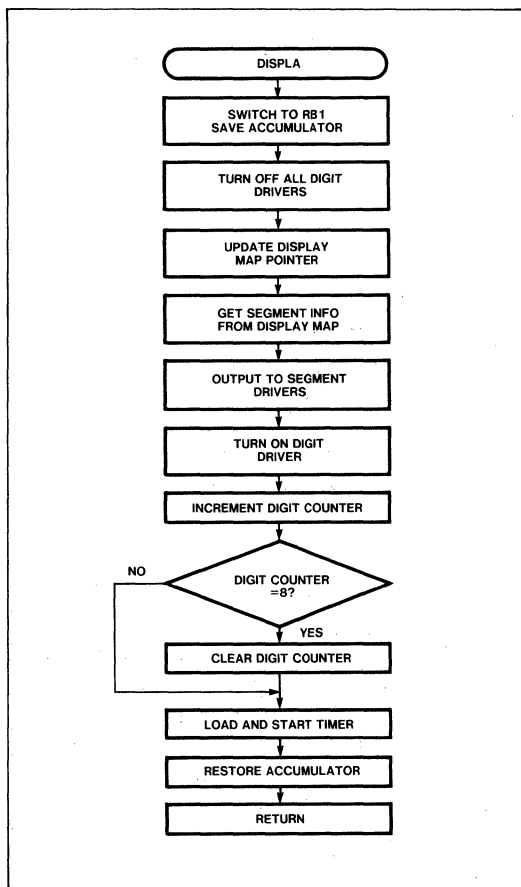 DISPLA
SWITCH TO RB1
SAVE ACCUMULATOR
TURN OFF ALL DIGIT
DRIVERS
UPDATE DISPLAY
MAP POINTER
GET SEGMENT INFO
FROM DISPLAY MAP
OUTPUT TO SEGMENT
DRIVERS
TURN ON DIGIT
DRIVER
INCREMENT DIGIT COUNTER
NO
DIGIT COUNTER
=8?
YES
CLEAR DIGIT COUNTER
LOAD AND START TIMER
RESTORE ACCUMULATOR
RETURN